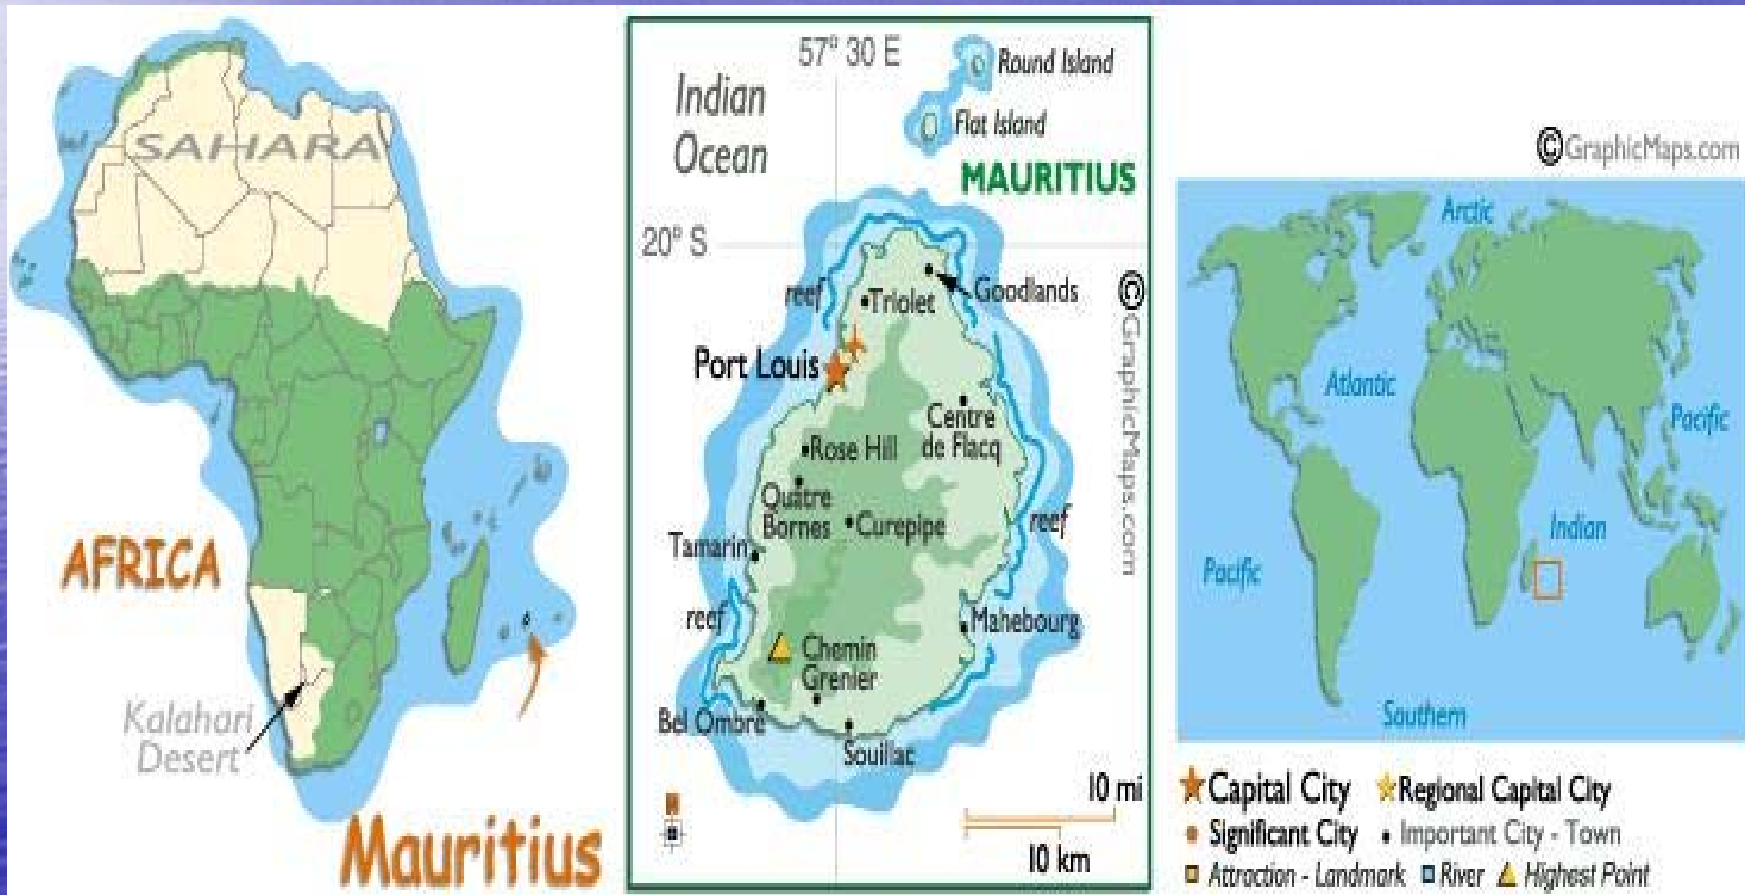 SAHARA
AFRICA
Kalahari
Desert
Mauritius
57° 30 E
Indian
Ocean
Round Island
Flat Island
MAURITIUS
20° S
reef
Triolet
Goodlands
Port Louis
Centre
de Flacq
Rose Hill
Quatre
Bornes
Curepipe
reef
Tamarin
reef
Mahebourg
Chemin
Grenier
Bel Ombre
Souillac
10 mi
10 km
©GraphicMaps.com
©GraphicMaps.com
Arctic
Atlantic
Pacific
Indian
Pacific
Southern
Capital City
Regional Capital City
Significant City
Important City - Town
Attraction - Landmark
River
Highest Point